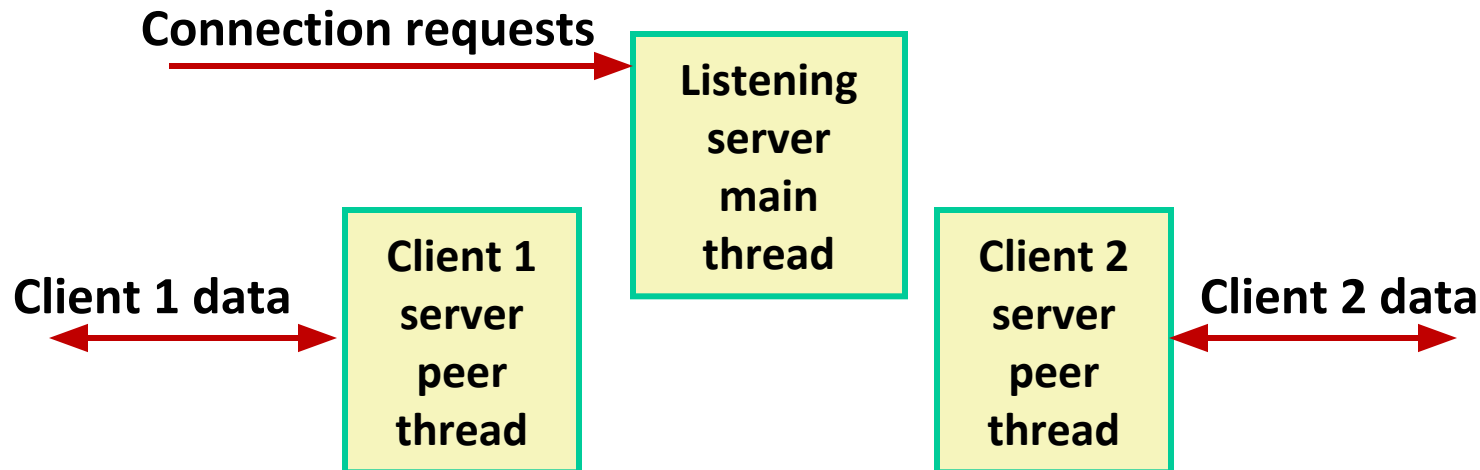 Connection requests
Listening
server
main
thread
Client 1 data
Client 1
server
peer
thread
Client 2
server
peer
thread
Client 2 data